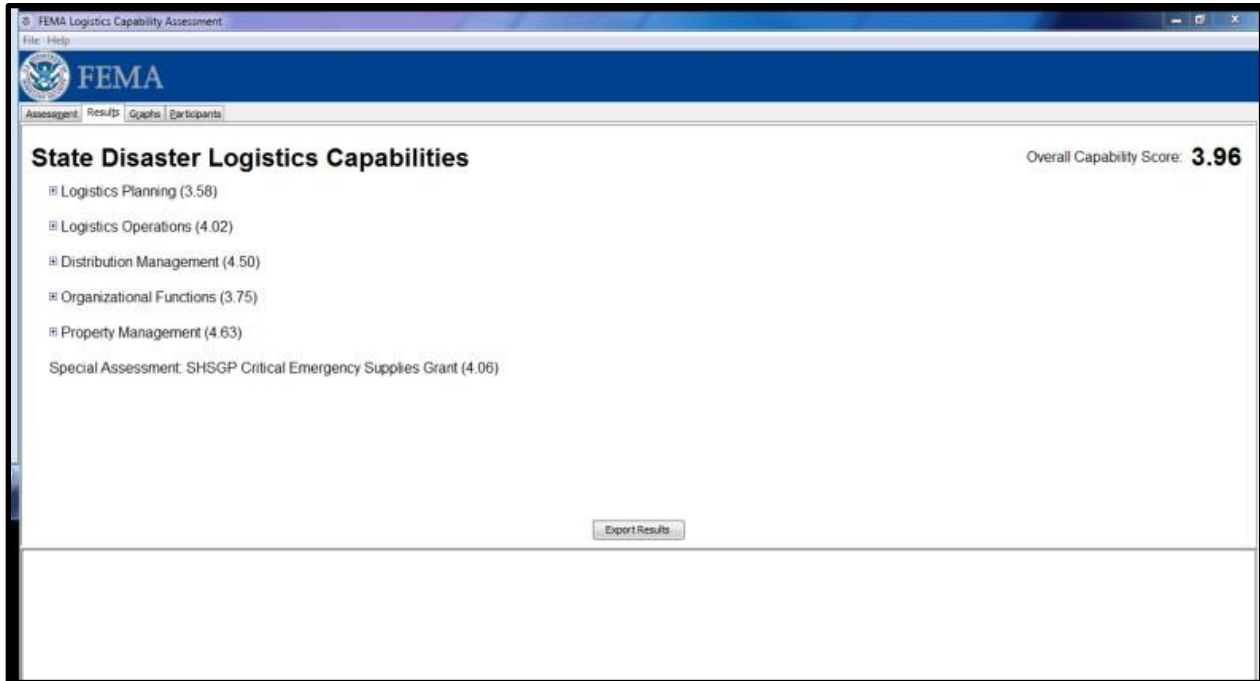 FEMA Logistics Capability Assessment
File Help
FEMA
Assessment Results Graphs Participants
State Disaster Logistics Capabilities
Overall Capability Score: 3.96
Logistics Planning (3.58)
Logistics Operations (4.02)
Distribution Management (4.50)
Organizational Functions (3.75)
Property Management (4.63)
Special Assessment: SHSGP Critical Emergency Supplies Grant (4.06)
Export Results